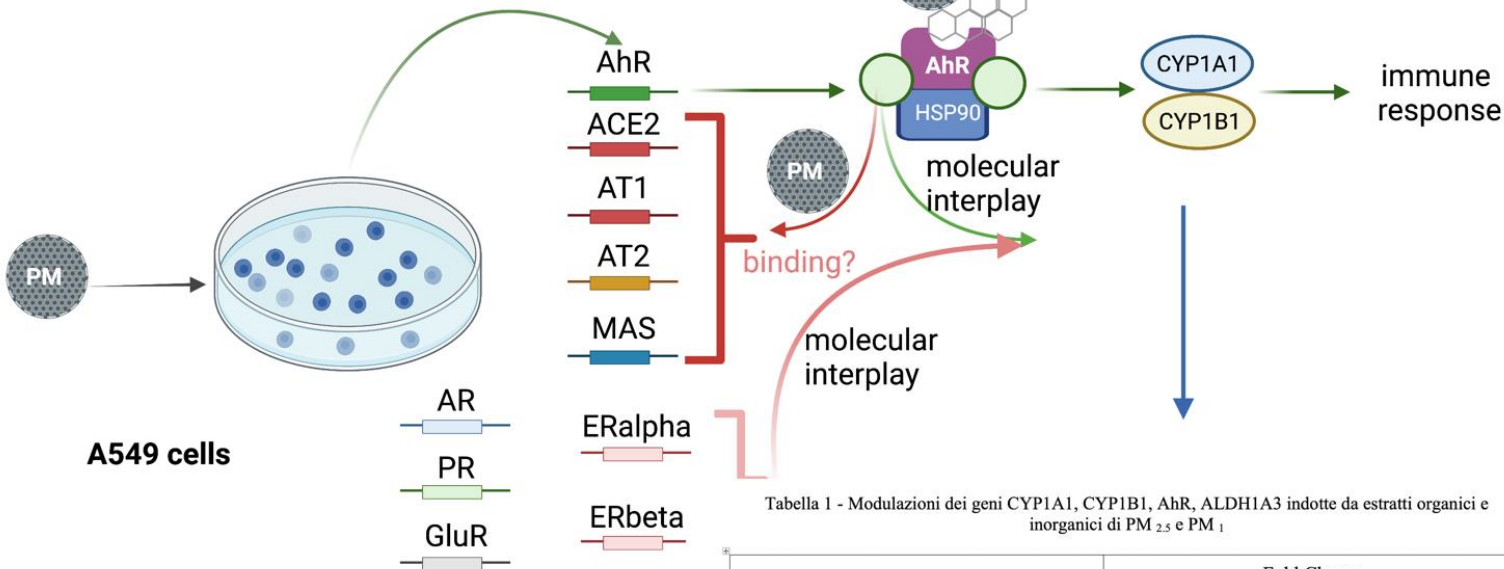 AhR
ACE2
AT1
AT2
MAS
AhR
HSP90
CYP1A1
CYP1B1
immune
response
PM
PM
molecular
interplay
binding?
molecular
interplay
A549 cells
AR
PR
GluR
ERalpha
ERbeta
Tabella 1 - Modulazioni dei geni CYP1A1, CYP1B1, AhR, ALDH1A3 indotte da estratti organici e
inorganici di PM 2.5 e PM 1